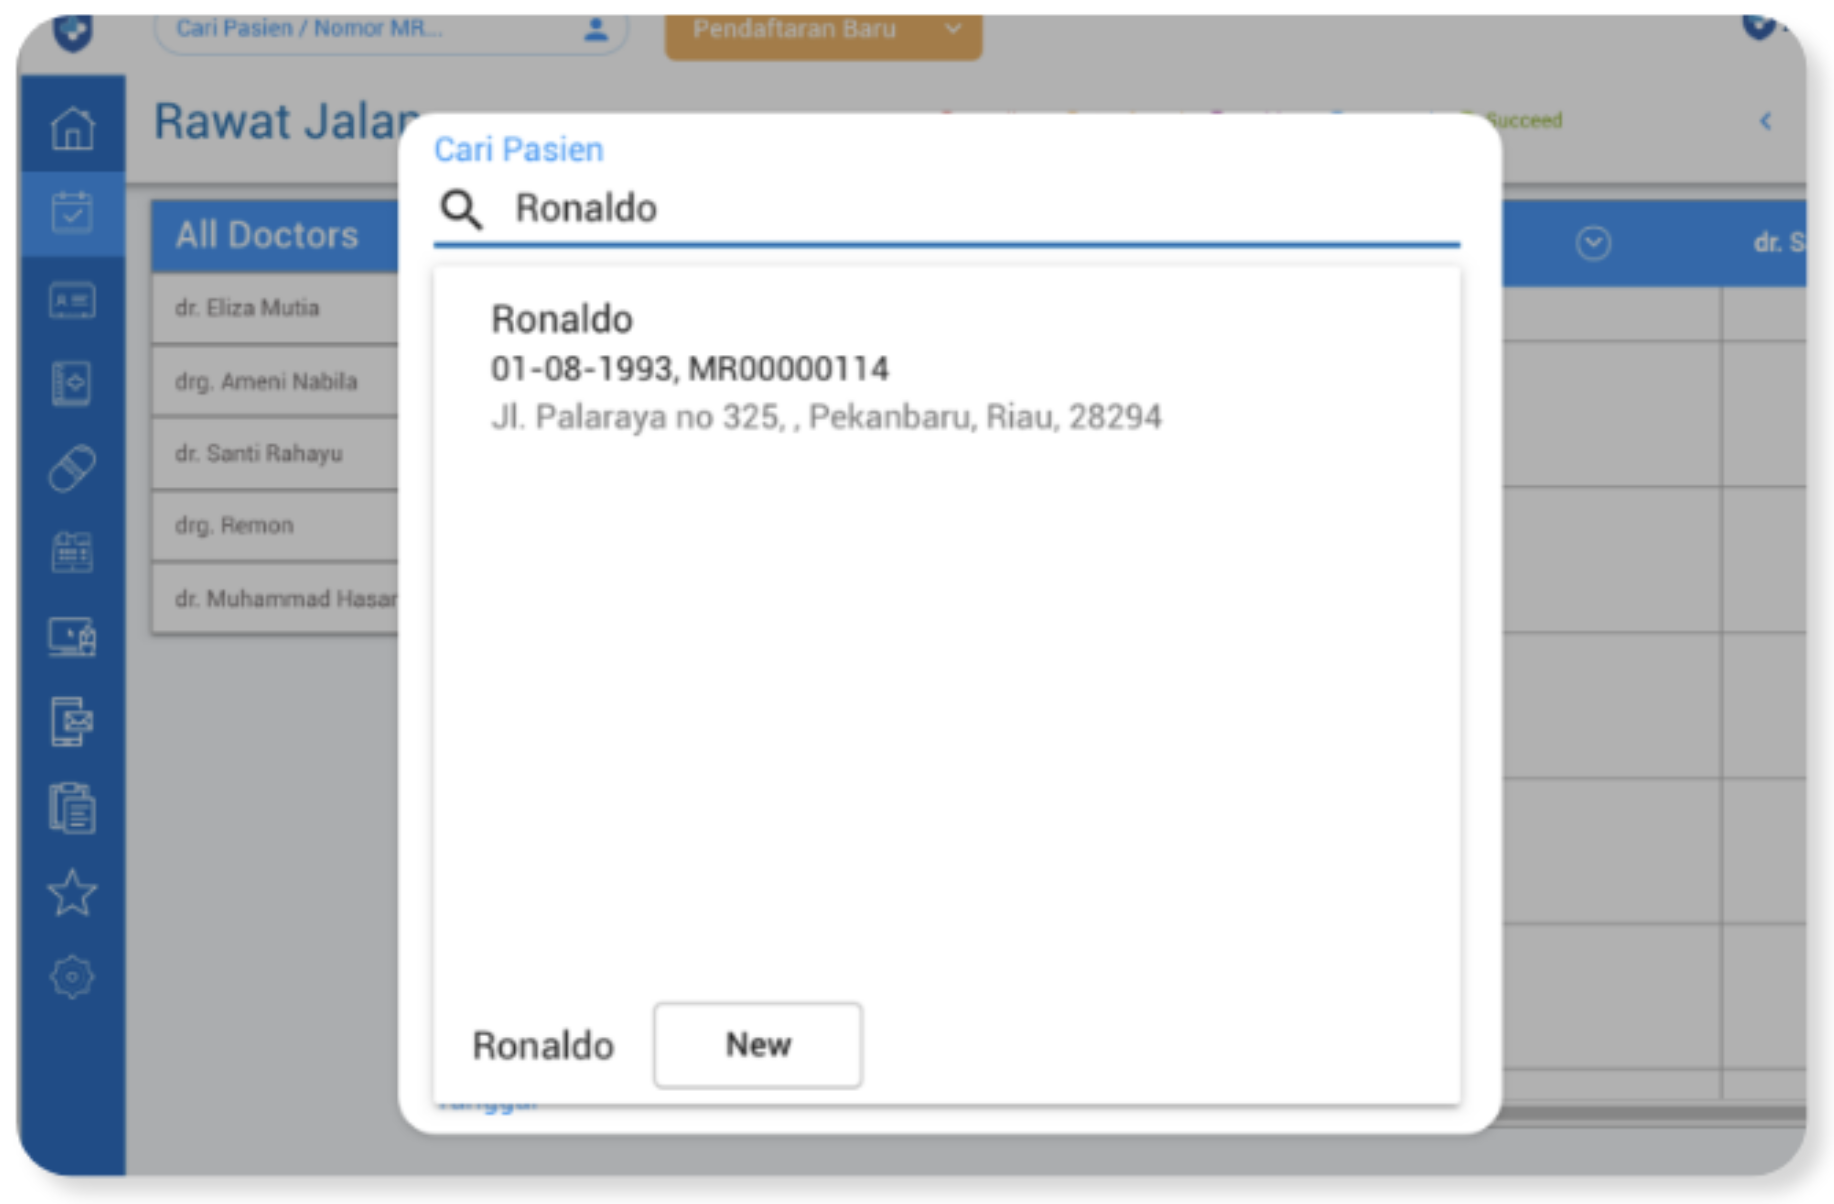 Cari Pasien / Nomor MR...
Pendaftaran Baru
Rawat Jalan
Succeed
Cari Pasien
Ronaldo
All Doctors
dr. S
dr. Eliza Mutia
drg. Ameni Nabila
dr. Santi Rahayu
drg. Remon
dr. Muhammad Hasan
Ronaldo
01-08-1993, MR00000114
Jl. Palaraya no 325, , Pekanbaru, Riau, 28294
Ronaldo
New
Tanggal